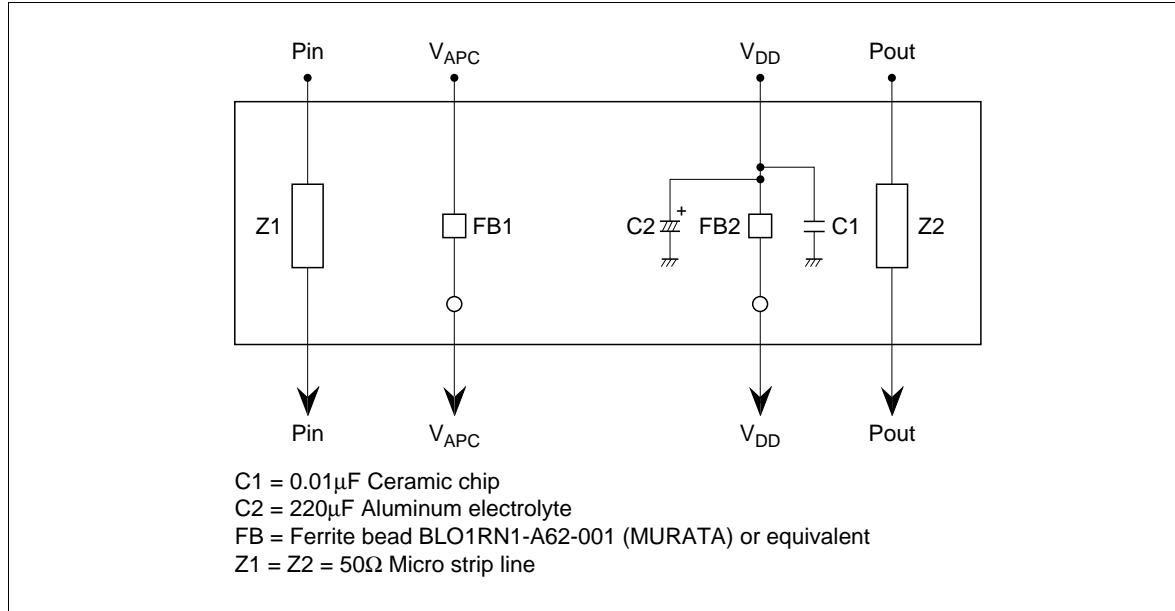 Pin V_APC V_DD Pout
Z1 FB1 C2 + FB2 C1 Z2
Pin V_APC V_DD Pout
C1 = 0.01μF Ceramic chip
C2 = 220μF Aluminum electrolyte
FB = Ferrite bead BLO1RN1-A62-001 (MURATA) or equivalent
Z1 = Z2 = 50Ω Micro strip line